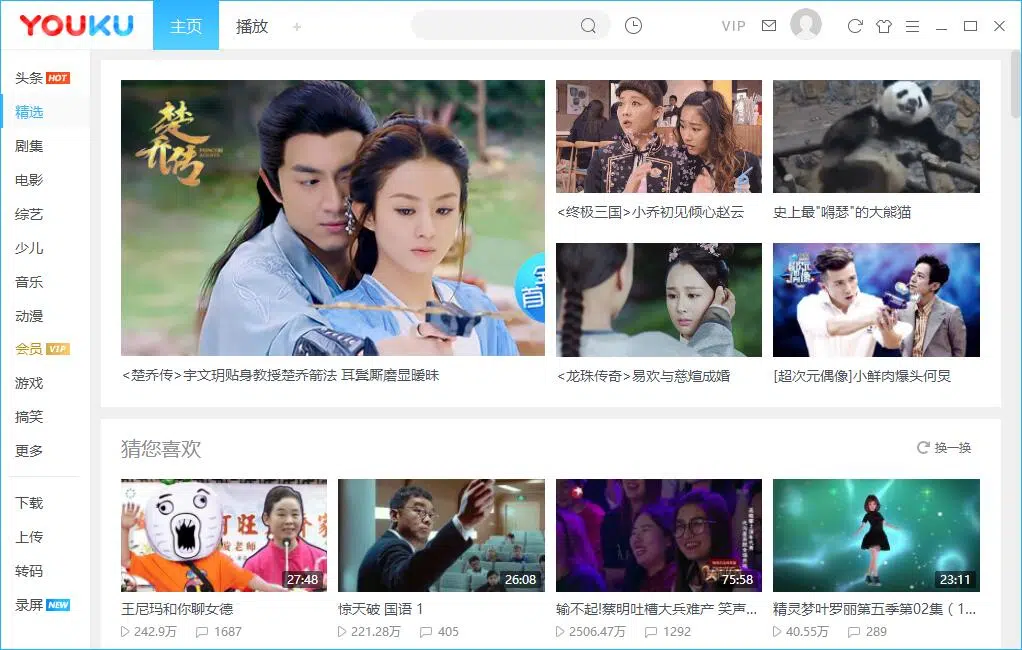 YOUKU
主页
播放
+
VIP
头条 HOT
精选
剧集
电影
综艺
少儿
音乐
动漫
会员 VIP
游戏
搞笑
更多
下载
上传
转码
录屏 NEW
楚乔传
PRINCESS AGENTS
<楚乔传>宇文玥贴身教授楚乔箭法 耳鬓厮磨显暧昧
<终极三国>小乔初见倾心赵云
史上最"嘚瑟"的大熊猫
<龙珠传奇>易欢与慈煊成婚
[超次元偶像]小鲜肉爆头何炅
猜您喜欢
换一换
27:48
26:08
75:58
23:11
王尼玛和你聊女德
惊天破 国语 1
输不起!蔡明吐槽大兵难产 笑声...
精灵梦叶罗丽第五季第02集（1...
242.9万
1687
221.28万
405
2506.47万
1292
40.55万
289